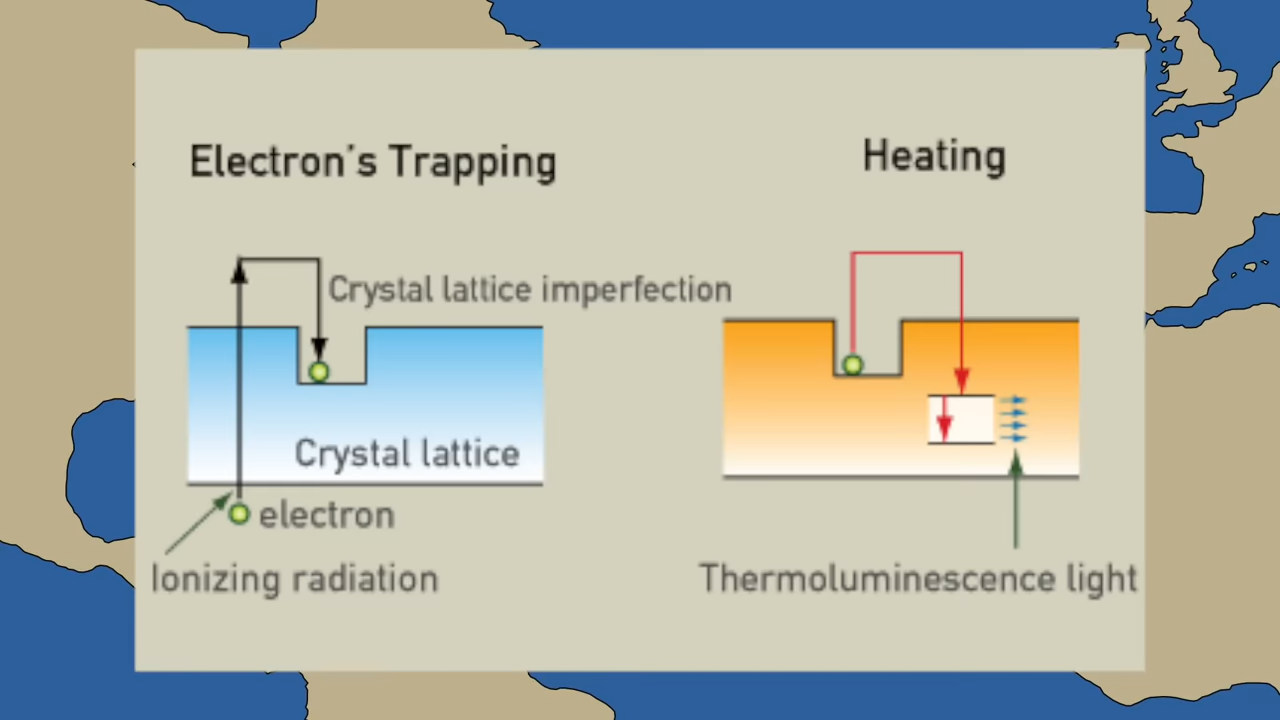 Electron's Trapping
Heating
Crystal lattice imperfection
Crystal lattice
electron
Ionizing radiation
Thermoluminescence light